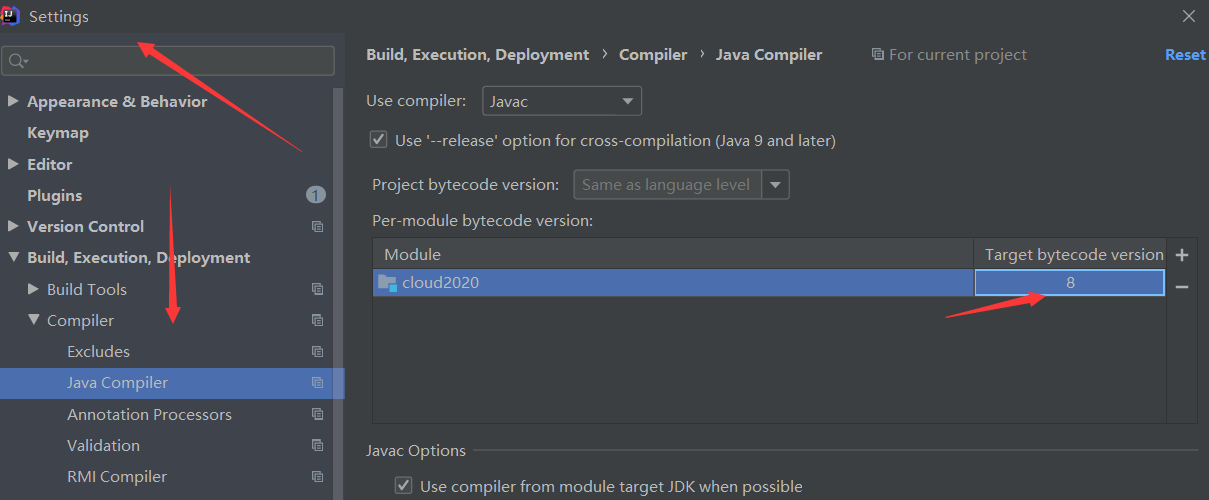 Settings
Appearance & Behavior
Keymap
Editor
Plugins
1
Version Control
Build, Execution, Deployment
Build Tools
Compiler
Excludes
Java Compiler
Annotation Processors
Validation
RMI Compiler
Build, Execution, Deployment › Compiler › Java Compiler For current project Reset
Use compiler: Javac
Use '--release' option for cross-compilation (Java 9 and later)
Project bytecode version: Same as language level
Per-module bytecode version:
Module Target bytecode version
cloud2020 8
Javac Options
Use compiler from module target JDK when possible